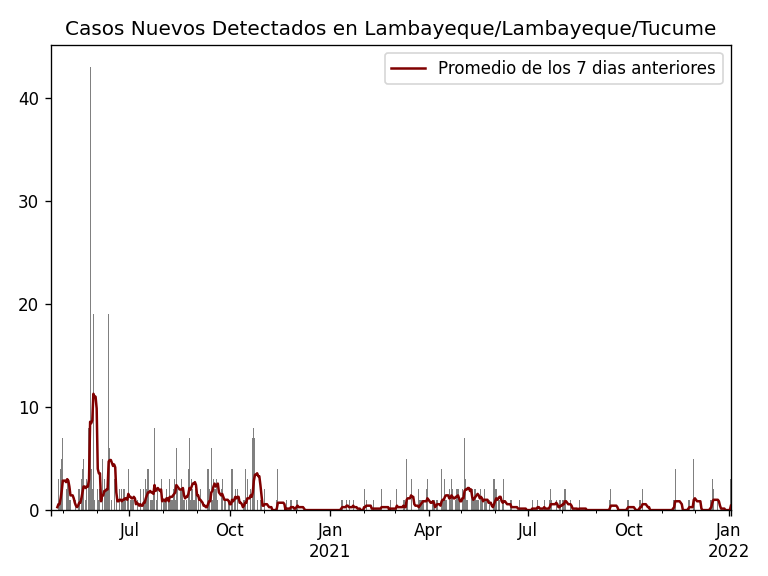 Casos Nuevos Detectados en Lambayeque/Lambayeque/Tucume
Promedio de los 7 dias anteriores
40
30
20
10
0
Jul
Oct
Jan
2021
Apr
Jul
Oct
Jan
2022